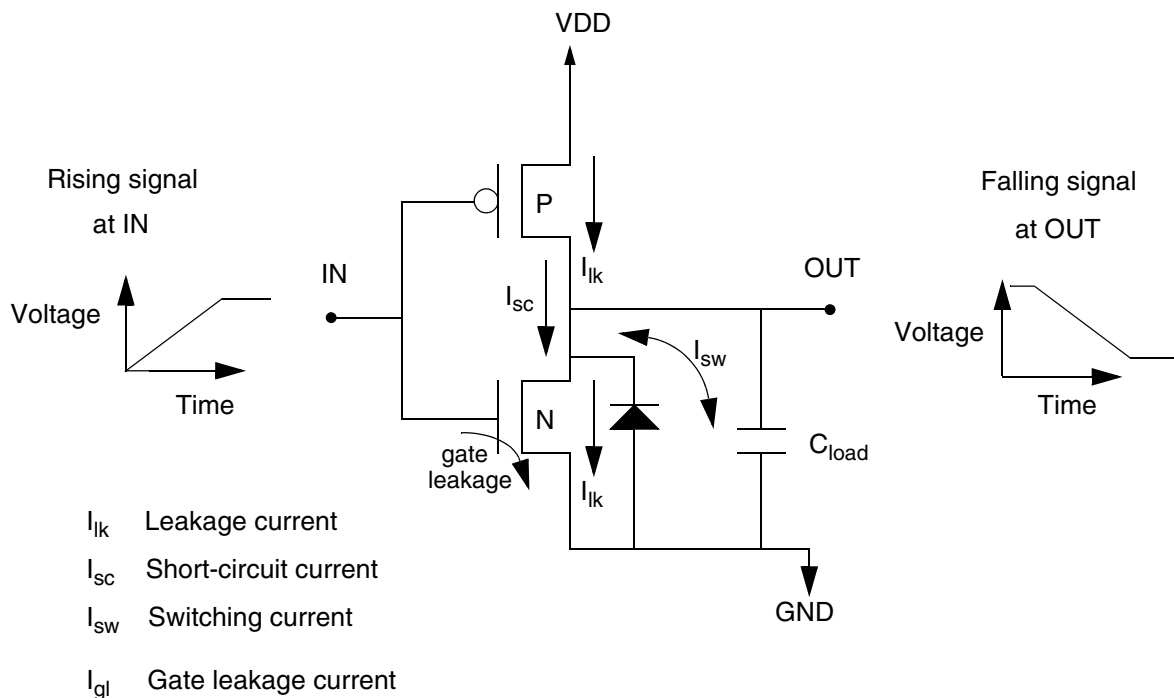 VDD
Rising signal
at IN
P
Falling signal
at OUT
I_lk
IN
OUT
I_sc
Voltage
Voltage
I_sw
Time
N
Time
gate
leakage
C_load
I_lk
I_lk Leakage current
I_sc Short-circuit current
I_sw Switching current
GND
I_gl Gate leakage current